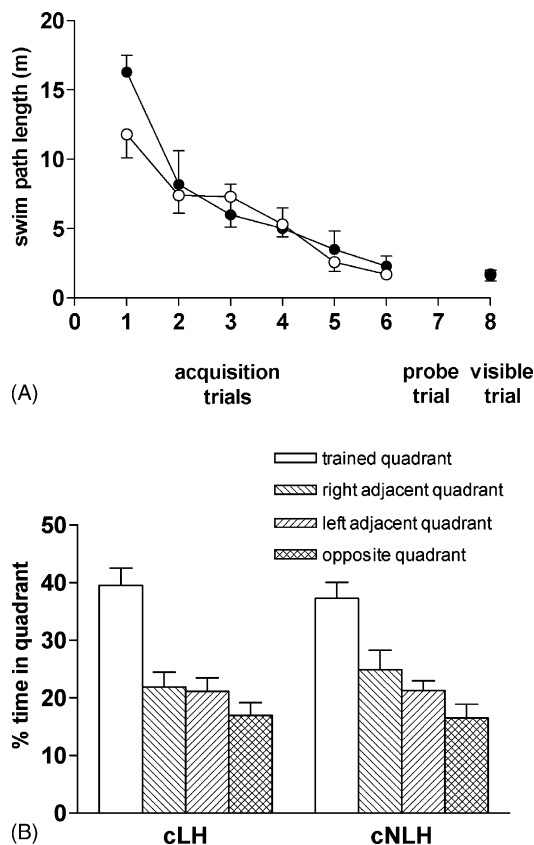 20
15
10
5
0
swim path length (m)
0 1 2 3 4 5 6 7 8
acquisition trials
probe trial
visible trial
(A)
trained quadrant
right adjacent quadrant
left adjacent quadrant
opposite quadrant
50
40
30
20
10
0
% time in quadrant
cLH cNLH
(B)